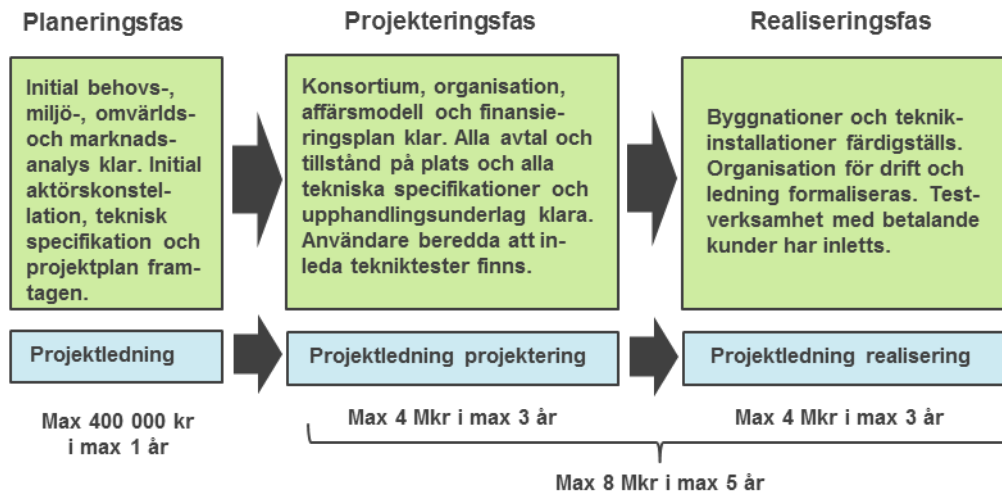 Planeringsfas
Initial behovs-,
miljö-, omvärlds-
och marknads-
analys klar. Initial
aktörskonstel-
lation, teknisk
specifikation och
projektplan fram-
tagen.
Projektledning
Max 400 000 kr
i max 1 år
Projekteringsfas
Konsortium, organisation,
affärsmodell och finansie-
ringsplan klar. Alla avtal och
tillstånd på plats och alla
tekniska specifikationer och
upphandlingsunderlag klara.
Användare beredda att in-
leda tekniktester finns.
Projektledning projektering
Max 4 Mkr i max 3 år
Realiseringsfas
Byggnationer och teknik-
installationer färdigställs.
Organisation för drift och
ledning formaliseras. Test-
verksamhet med betalande
kunder har inletts.
Projektledning realisering
Max 4 Mkr i max 3 år
Max 8 Mkr i max 5 år